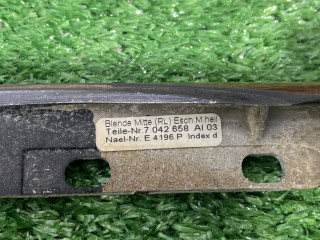 Blende Mitte (RL) Esch.M.hell
Teile-Nr.7 042 658 AI 03
Nael-Nr. E 4196 P Index d